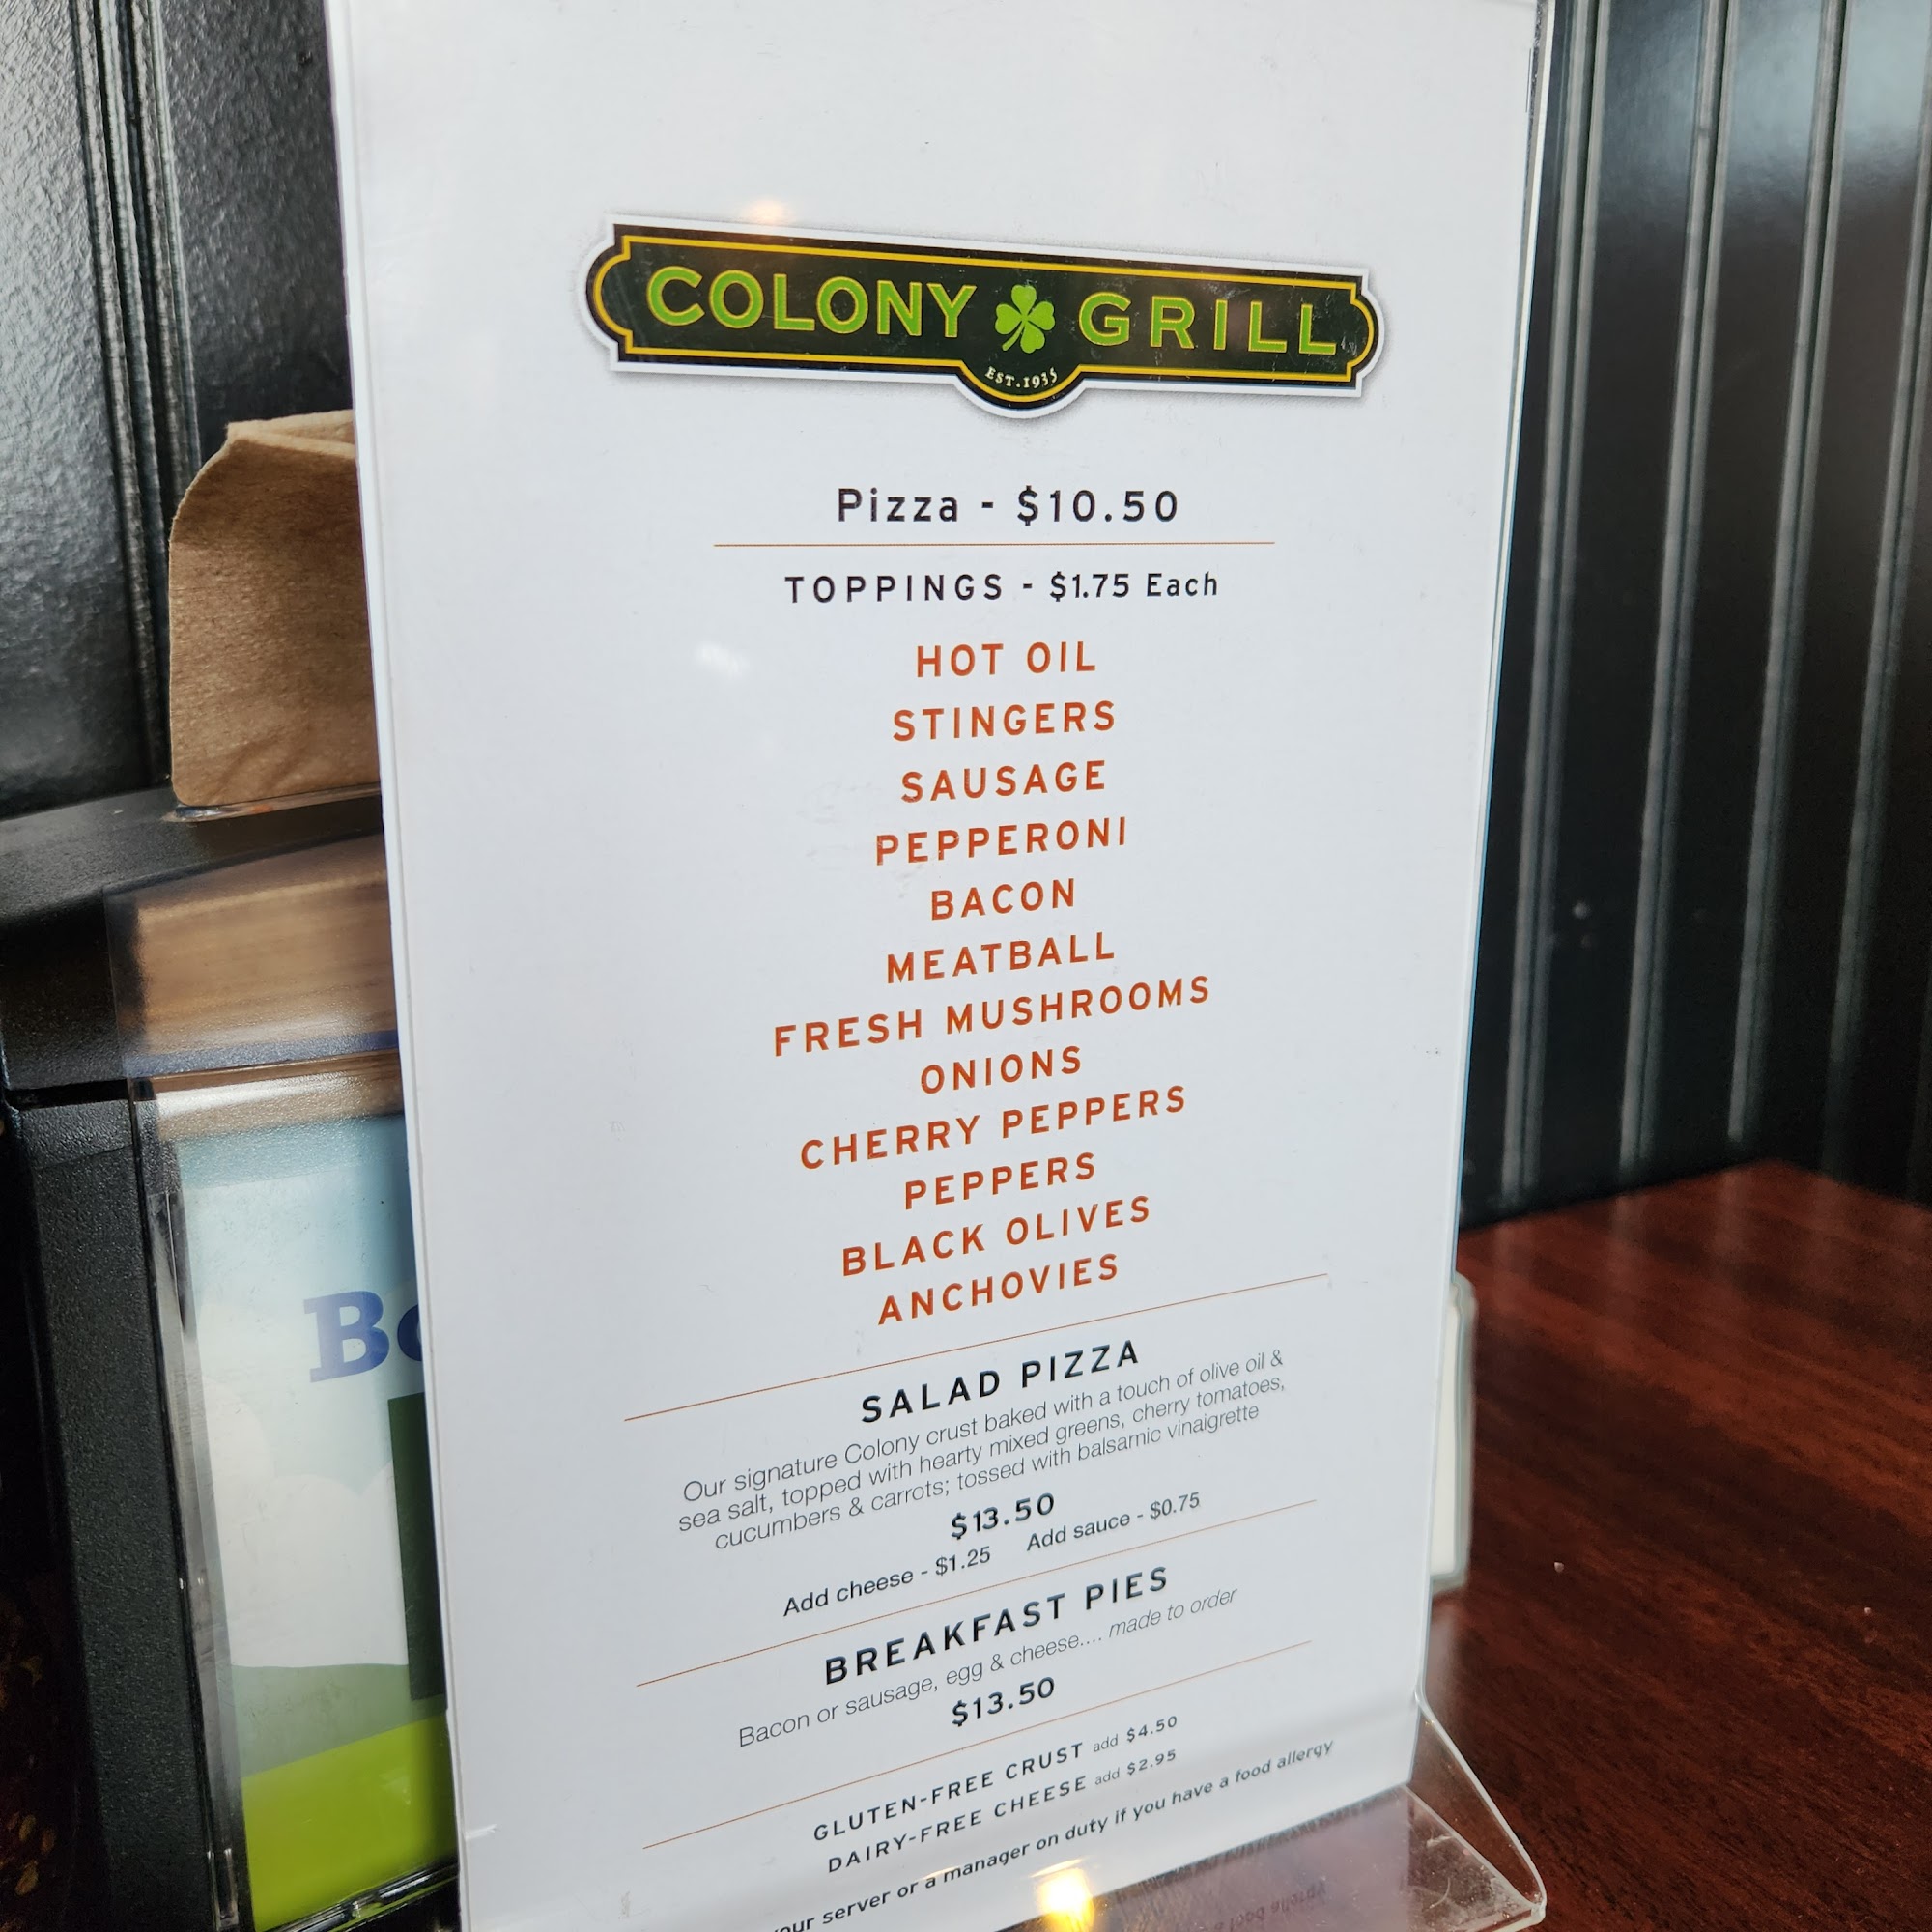 COLONY GRILL
EST. 1935
Pizza - $10.50
TOPPINGS - $1.75 Each
HOT OIL
STINGERS
SAUSAGE
PEPPERONI
BACON
MEATBALL
FRESH MUSHROOMS
ONIONS
CHERRY PEPPERS
PEPPERS
BLACK OLIVES
ANCHOVIES
SALAD PIZZA
Our signature Colony crust baked with a touch of olive oil &
sea salt, topped with hearty mixed greens, cherry tomatoes,
cucumbers & carrots; tossed with balsamic vinaigrette
$13.50
Add cheese - $1.25 Add sauce - $0.75
BREAKFAST PIES
Bacon or sausage, egg & cheese.... made to order
$13.50
GLUTEN-FREE CRUST add $4.50
DAIRY-FREE CHEESE add $2.95
server or a manager on duty if you have a food allergy